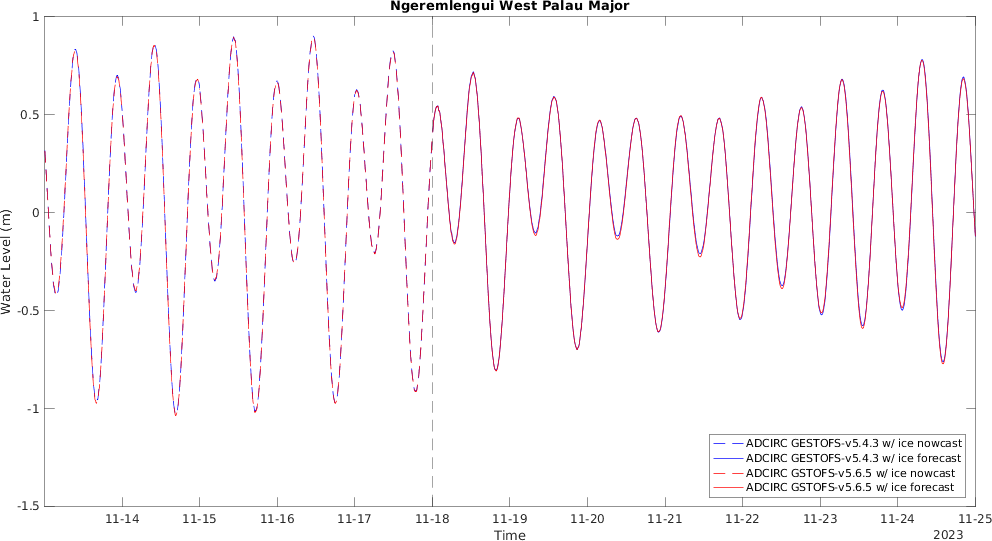 Ngeremlengui West Palau Major
1
0.5
0
-0.5
-1
-1.5
Water Level (m)
11-14 11-15 11-16 11-17 11-18 11-19 11-20 11-21 11-22 11-23 11-24 11-25
Time
2023
ADCIRC GESTOFS-v5.4.3 w/ ice nowcast
ADCIRC GESTOFS-v5.4.3 w/ ice forecast
ADCIRC GSTOFS-v5.6.5 w/ ice nowcast
ADCIRC GSTOFS-v5.6.5 w/ ice forecast